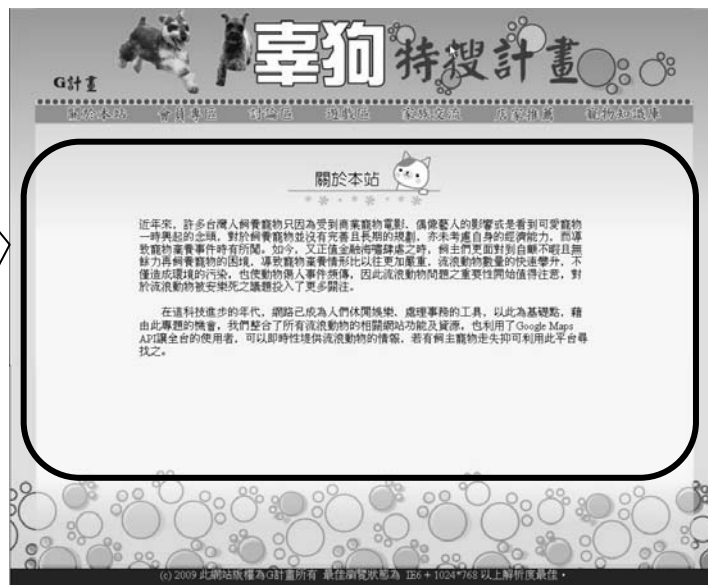 辜狗 特搜計畫
G計畫
關於本站 會員專區 討論區 遊戲區 家族交流 店家推薦 寵物知識庫
關於本站
近年來，許多台灣人飼養寵物只因為受到商業寵物電影、偶像藝人的影響或是看到可愛寵物
一時興起的念頭，對於飼養寵物並沒有完善且長期的規劃，亦未考慮自身的經濟能力，而導
致寵物棄養事件時有所聞。如今，又正值金融海嘯肆虐之時，飼主們更面對到自顧不暇且無
餘力再飼養寵物的困境，導致寵物棄養情形比以往更加嚴重，流浪動物數量的快速攀升，不
僅造成環境的污染，也使動物傷人事件頻傳，因此流浪動物問題之重要性開始值得注意，對
於流浪動物被安樂死之議題投入了更多關注。
在這科技進步的年代，網路已成為人們休閒娛樂、處理事務的工具，以此為基礎點，藉
由此專題的機會，我們整合了所有流浪動物的相關網站功能及資源，也利用了Google Maps
API讓全台的使用者，可以即時性提供流浪動物的情報，若有飼主寵物走失抑可利用此平台尋
找之。
(c) 2009 此網站版權為G計畫所有 最佳瀏覽狀態為 IE6 + 1024*768 以上解析度最佳。